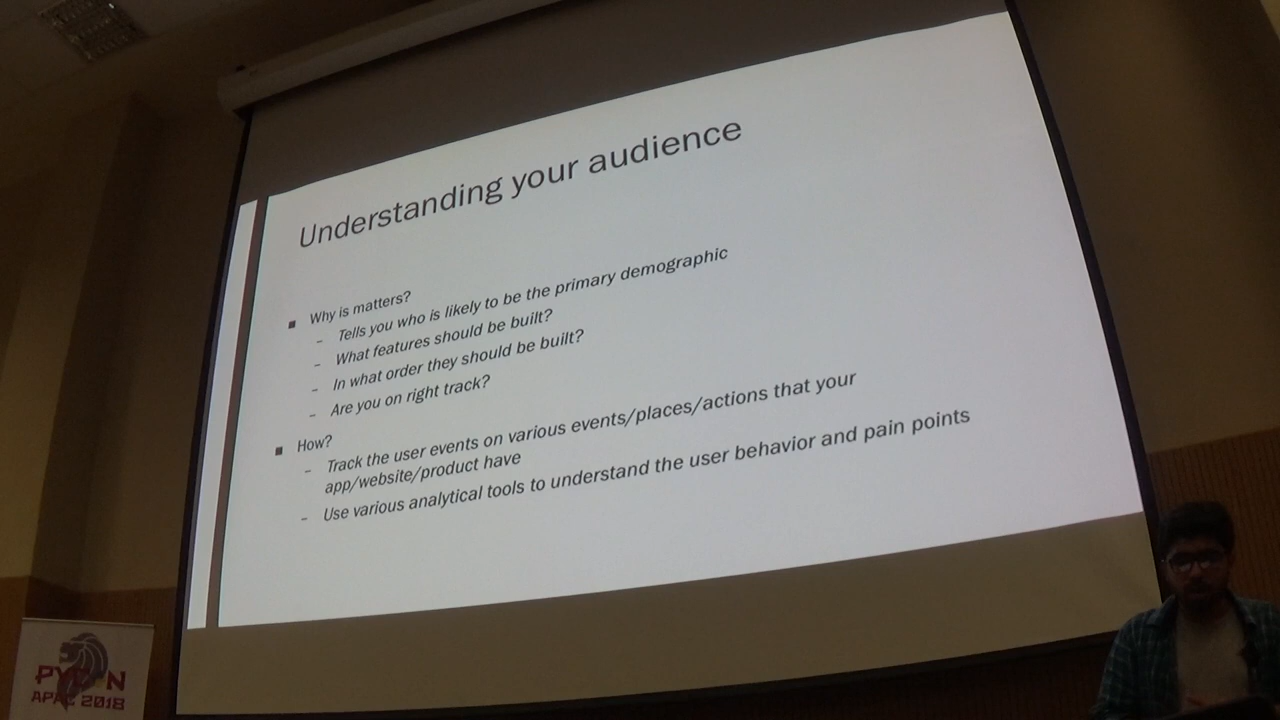 Understanding your audience
Why is matters?
Tells you who is likely to be the primary demographic
What features should be built?
In what order they should be built?
Are you on right track?
How?
Track the user events on various events/places/actions that your
app/website/product have
Use various analytical tools to understand the user behavior and pain points
PYCON
APAC 2018